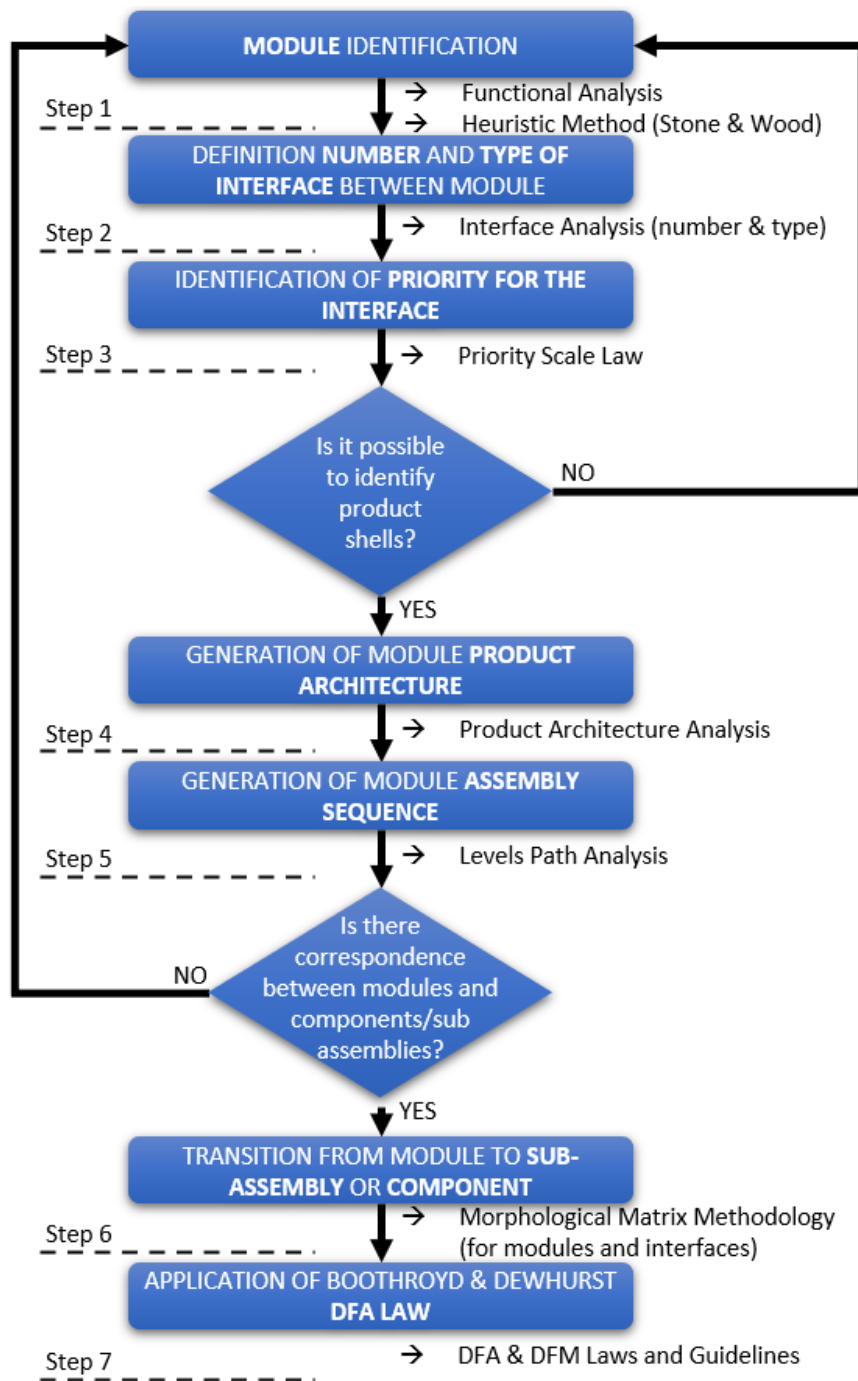 MODULE IDENTIFICATION
→ Functional Analysis
Step 1
→ Heuristic Method (Stone & Wood)
DEFINITION NUMBER AND TYPE OF
INTERFACE BETWEEN MODULE
→ Interface Analysis (number & type)
Step 2
IDENTIFICATION OF PRIORITY FOR THE
INTERFACE
Step 3
→ Priority Scale Law
Is it possible
to identify
product
shells?
NO
YES
GENERATION OF MODULE PRODUCT
ARCHITECTURE
Step 4
→ Product Architecture Analysis
GENERATION OF MODULE ASSEMBLY
SEQUENCE
Step 5
→ Levels Path Analysis
Is there
correspondence
between modules and
components/sub
assemblies?
NO
YES
TRANSITION FROM MODULE TO SUB-
ASSEMBLY OR COMPONENT
→ Morphological Matrix Methodology
(for modules and interfaces)
Step 6
APPLICATION OF BOOTHROYD & DEWHURST
DFA LAW
Step 7
→ DFA & DFM Laws and Guidelines